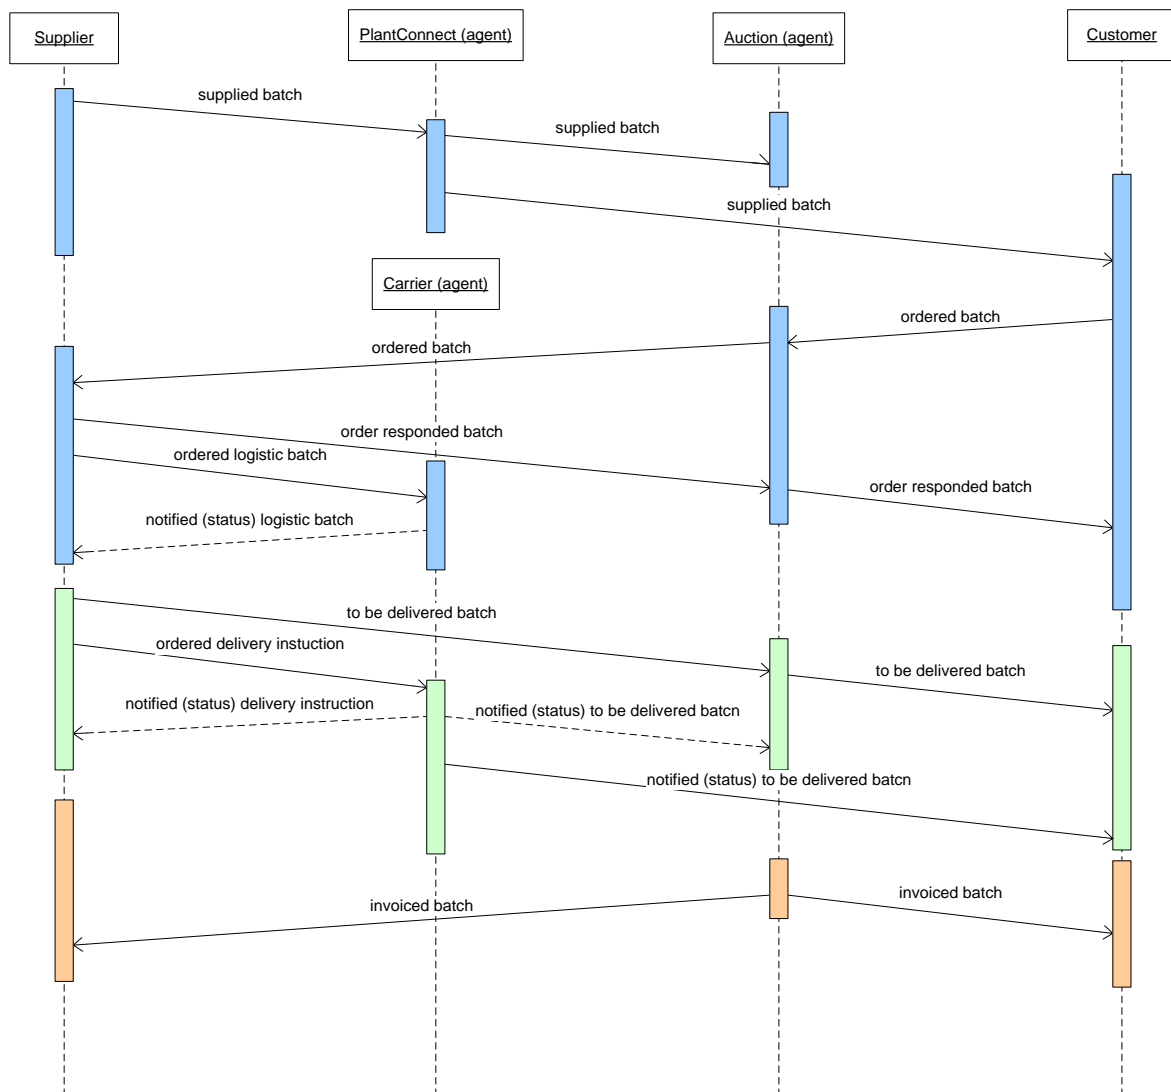 Supplier
PlantConnect (agent)
Auction (agent)
Customer
supplied batch
supplied batch
supplied batch
Carrier (agent)
ordered batch
ordered batch
order responded batch
ordered logistic batch
order responded batch
notified (status) logistic batch
to be delivered batch
ordered delivery instuction
to be delivered batch
notified (status) delivery instruction
notified (status) to be delivered batcn
notified (status) to be delivered batcn
invoiced batch
invoiced batch